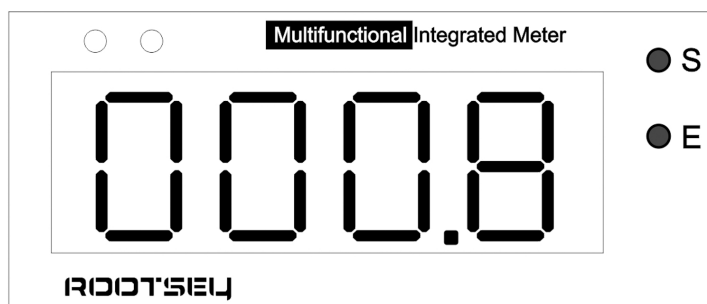 Multifunctional Integrated Meter
S
000.8
E
ROOTSEY